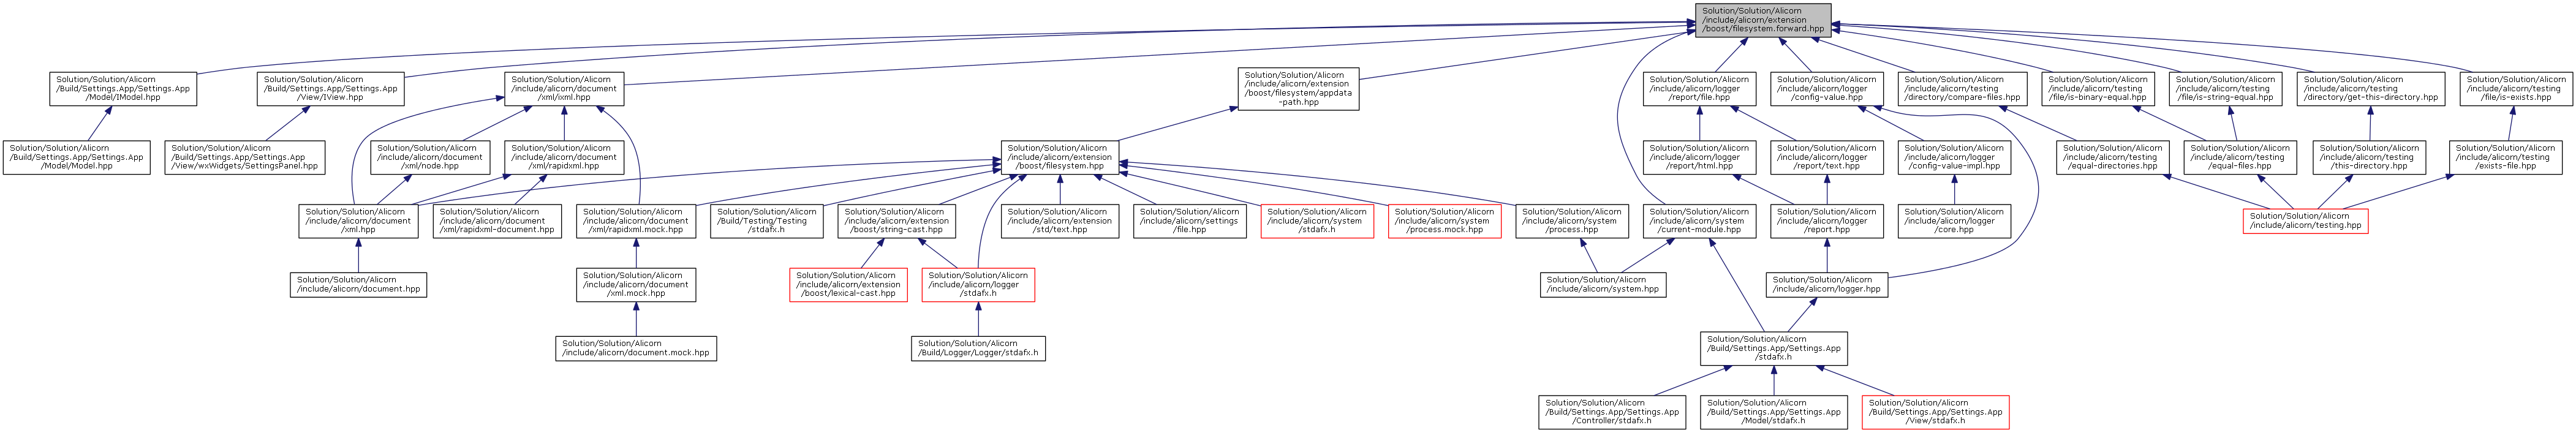 Solution/Solution/Alicorn
/include/alicorn/extension
/boost/filesystem.forward.hpp
Solution/Solution/Alicorn
/Build/Settings.App/Settings.App
/Model/IModel.hpp
Solution/Solution/Alicorn
/Build/Settings.App/Settings.App
/View/IView.hpp
Solution/Solution/Alicorn
/include/alicorn/document
/xml/xml.hpp
Solution/Solution/Alicorn
/include/alicorn/extension
/boost/filesystem/appdata
-path.hpp
Solution/Solution/Alicorn
/include/alicorn/logger
/report/file.hpp
Solution/Solution/Alicorn
/include/alicorn/logger
/config-value.hpp
Solution/Solution/Alicorn
/include/alicorn/testing
/directory/compare-files.hpp
Solution/Solution/Alicorn
/include/alicorn/testing
/file/is-binary-equal.hpp
Solution/Solution/Alicorn
/include/alicorn/testing
/file/is-string-equal.hpp
Solution/Solution/Alicorn
/include/alicorn/testing
/directory/get-this-directory.hpp
Solution/Solution/Alicorn
/include/alicorn/testing
/file/is-exists.hpp
Solution/Solution/Alicorn
/Build/Settings.App/Settings.App
/Model/Model.hpp
Solution/Solution/Alicorn
/Build/Settings.App/Settings.App
/View/wxWidgets/SettingsPanel.hpp
Solution/Solution/Alicorn
/include/alicorn/document
/xml/node.hpp
Solution/Solution/Alicorn
/include/alicorn/document
/xml/rapidxml.hpp
Solution/Solution/Alicorn
/include/alicorn/extension
/boost/filesystem.hpp
Solution/Solution/Alicorn
/include/alicorn/logger
/report/html.hpp
Solution/Solution/Alicorn
/include/alicorn/logger
/report/text.hpp
Solution/Solution/Alicorn
/include/alicorn/logger
/config-value-impl.hpp
Solution/Solution/Alicorn
/include/alicorn/testing
/equal-directories.hpp
Solution/Solution/Alicorn
/include/alicorn/testing
/equal-files.hpp
Solution/Solution/Alicorn
/include/alicorn/testing
/this-directory.hpp
Solution/Solution/Alicorn
/include/alicorn/testing
/exists-file.hpp
Solution/Solution/Alicorn
/include/alicorn/document
/xml.hpp
Solution/Solution/Alicorn
/include/alicorn/document
/xml/rapidxml-document.hpp
Solution/Solution/Alicorn
/include/alicorn/document
/xml/rapidxml.mock.hpp
Solution/Solution/Alicorn
/Build/Testing/Testing
/stdafx.h
Solution/Solution/Alicorn
/include/alicorn/extension
/boost/string-cast.hpp
Solution/Solution/Alicorn
/include/alicorn/extension
/std/text.hpp
Solution/Solution/Alicorn
/include/alicorn/settings
/file.hpp
Solution/Solution/Alicorn
/include/alicorn/system
/stdafx.h
Solution/Solution/Alicorn
/include/alicorn/system
/process.mock.hpp
Solution/Solution/Alicorn
/include/alicorn/system
/process.hpp
Solution/Solution/Alicorn
/include/alicorn/system
/current-module.hpp
Solution/Solution/Alicorn
/include/alicorn/logger
/report.hpp
Solution/Solution/Alicorn
/include/alicorn/logger
/core.hpp
Solution/Solution/Alicorn
/include/alicorn/testing.hpp
Solution/Solution/Alicorn
/include/alicorn/document.hpp
Solution/Solution/Alicorn
/include/alicorn/document
/xml.mock.hpp
Solution/Solution/Alicorn
/include/alicorn/extension
/boost/lexical-cast.hpp
Solution/Solution/Alicorn
/include/alicorn/logger
/stdafx.h
Solution/Solution/Alicorn
/include/alicorn/system.hpp
Solution/Solution/Alicorn
/include/alicorn/logger.hpp
Solution/Solution/Alicorn
/include/alicorn/document.mock.hpp
Solution/Solution/Alicorn
/Build/Logger/Logger/stdafx.h
Solution/Solution/Alicorn
/Build/Settings.App/Settings.App
/stdafx.h
Solution/Solution/Alicorn
/Build/Settings.App/Settings.App
/Controller/stdafx.h
Solution/Solution/Alicorn
/Build/Settings.App/Settings.App
/Model/stdafx.h
Solution/Solution/Alicorn
/Build/Settings.App/Settings.App
/View/stdafx.h